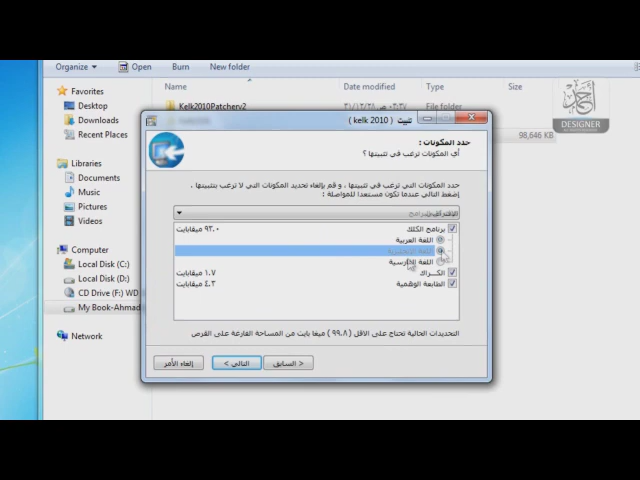 Organize Open Burn New folder
Name Date modified Type Size
Favorites
Desktop
Downloads
Recent Places
Libraries
Documents
Music
Pictures
Videos
Computer
Local Disk (C:)
Local Disk (D:)
CD Drive (F:) WD
My Book-Ahmad
Network
Kelk2010Patcherv2 File folder
98,646 KB
DESIGNER
تثبيت ( kelk 2010 )
حدد المكونات :
أي المكونات ترغب في تثبيتها ؟
حدد المكونات التي ترغب في تثبيتها ، و قم بإلغاء تحديد المكونات التي لا ترغب بتثبيتها .
إضغط التالي عندما تكون مستعدا للمواصلة :
برنامج الكلك ٩٣.٠ ميغابايت
اللغة العربية
اللغة الفارسية
الكـــراك ١.٧ ميغابايت
الطابعة الوهمية ٤.٣ ميغابايت
التحديدات الحالية تحتاج على الاقل ( ٩٩.٨ ) ميغا بايت من المساحة الفارغة على القرص
< السابق
التالي >
إلغاء الأمر